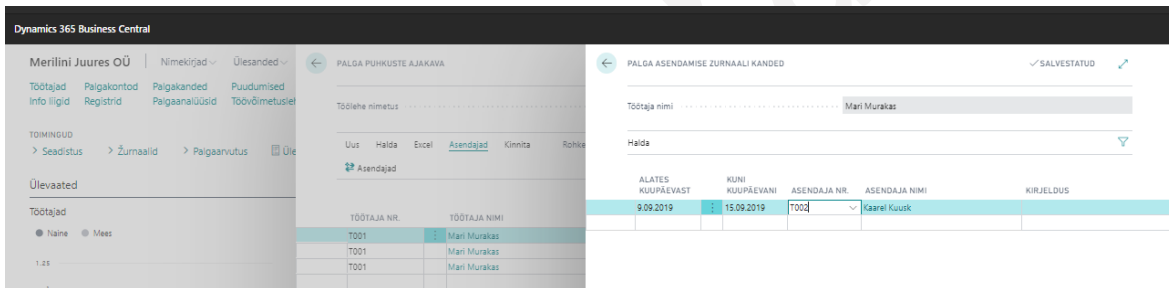 Dynamics 365 Business Central
Merilini Juures OÜ
Nimekirjad
Ülesanded
Töötajad Palgakontod Palgakanded Puudumised
Info liigid Registrid Palgaanalüüsid Töövõimetusleh
TOIMINGUD
> Seadistus > Žurnaalid > Palgaarvutus Üle
Ülevaated
Töötajad
Naine Mees
1.25
PALGA PUHKUSTE AJAKAVA
Töölehe nimetus
Uus Halda Excel Asendajad Kinnita Rohke
Asendajad
TÖÖTAJA NR. TÖÖTAJA NIMI
T001 Mari Murakas
T001 Mari Murakas
T001 Mari Murakas
PALGA ASENDAMISE ZURNAALI KANDED
✓SALVESTATUD
Töötaja nimi Mari Murakas
Halda
ALATES KUUPÄEVAST
KUNI KUUPÄEVANI
ASENDAJA NR.
ASENDAJA NIMI
KIRJELDUS
9.09.2019 15.09.2019 T002 Kaarel Kuusk